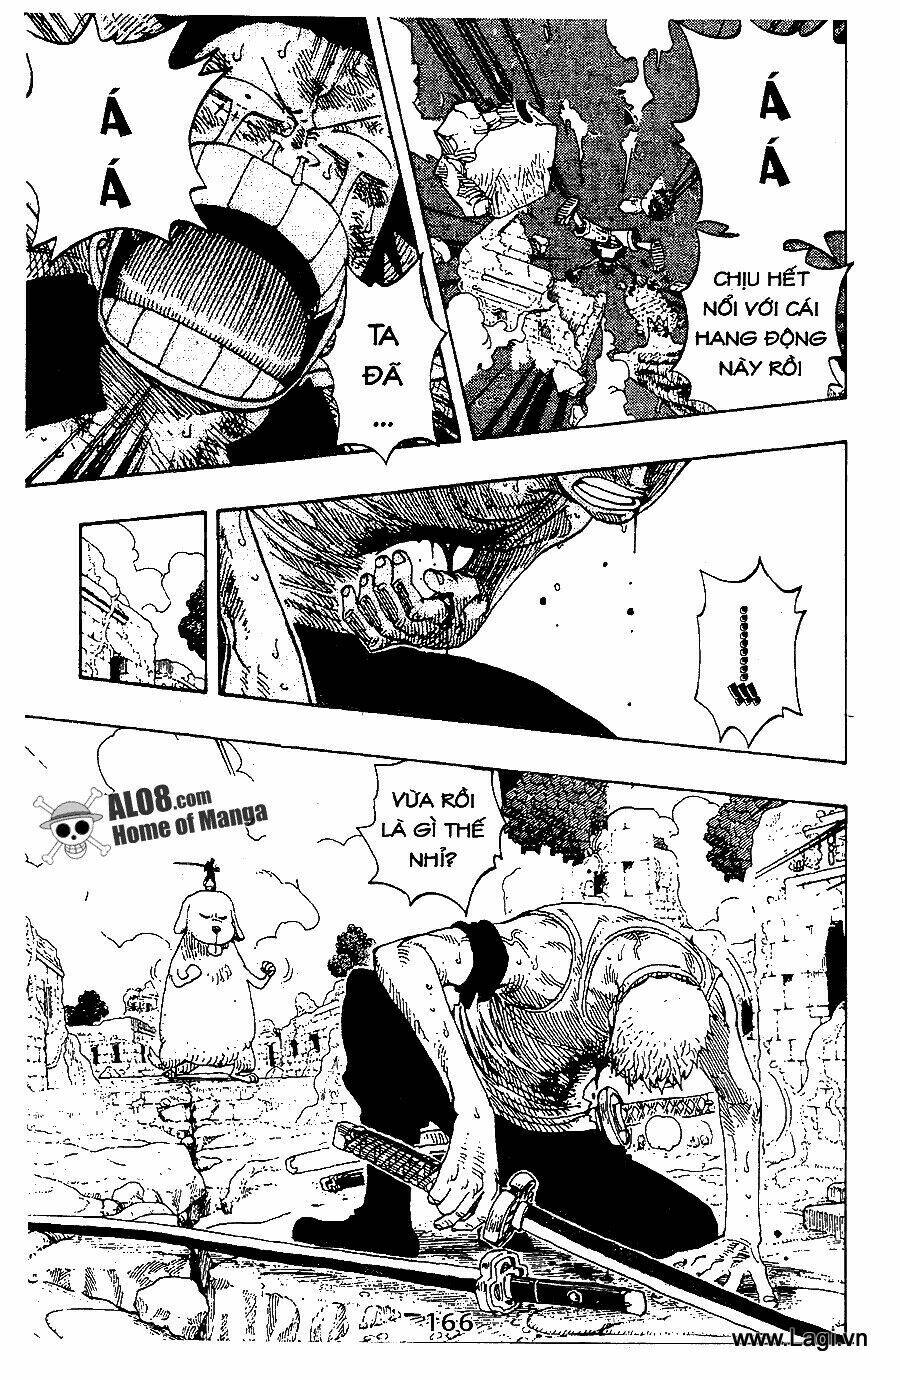 Á
Á
CHỊU HẾT
NỔI VỚI CÁI
HANG ĐỘNG
NÀY RỒI
Á
Á
TA
ĐÃ
...
.........!!!
VỪA RỒI
LÀ GÌ THẾ
NHỈ?
AL08.com
Home of Manga
166
www.Lagi.vn